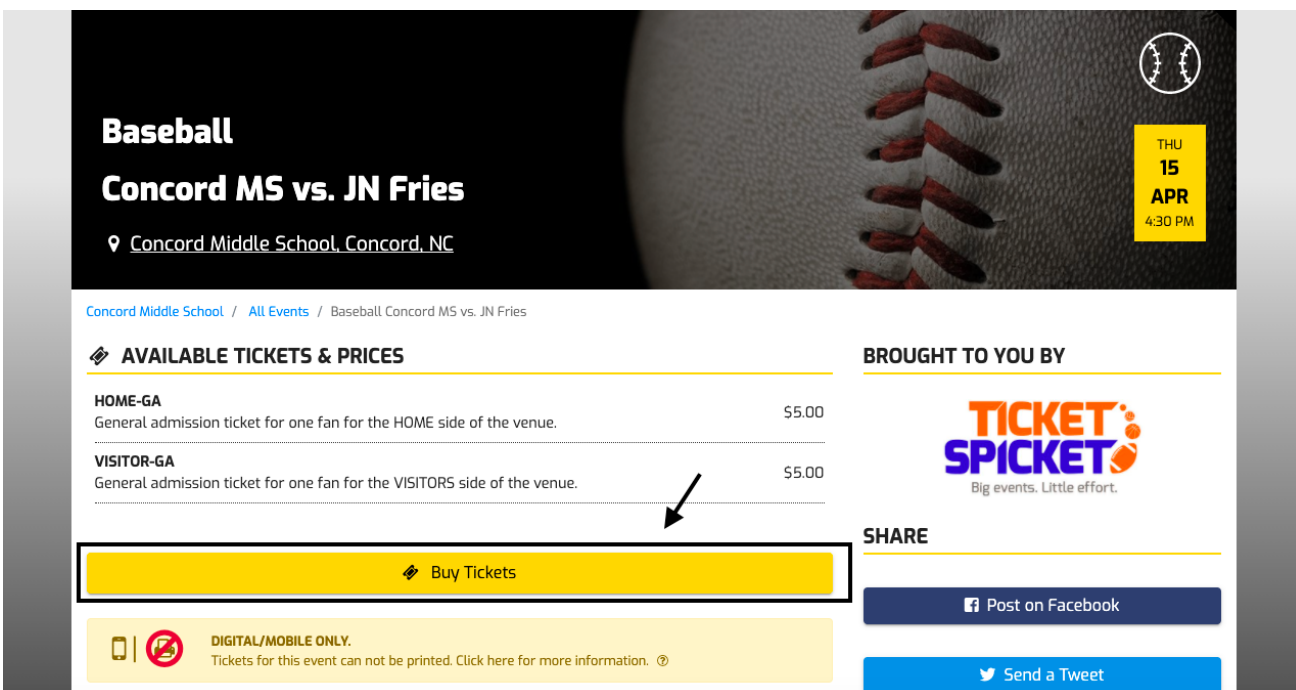 Baseball
Concord MS vs. JN Fries
Concord Middle School, Concord, NC
THU
15
APR
4:30 PM
Concord Middle School / All Events / Baseball Concord MS vs. JN Fries
AVAILABLE TICKETS & PRICES
HOME-GA
General admission ticket for one fan for the HOME side of the venue.
$5.00
VISITOR-GA
General admission ticket for one fan for the VISITORS side of the venue.
$5.00
Buy Tickets
DIGITAL/MOBILE ONLY.
Tickets for this event can not be printed. Click here for more information.
BROUGHT TO YOU BY
TICKET
SPICKET
Big events. Little effort.
SHARE
Post on Facebook
Send a Tweet